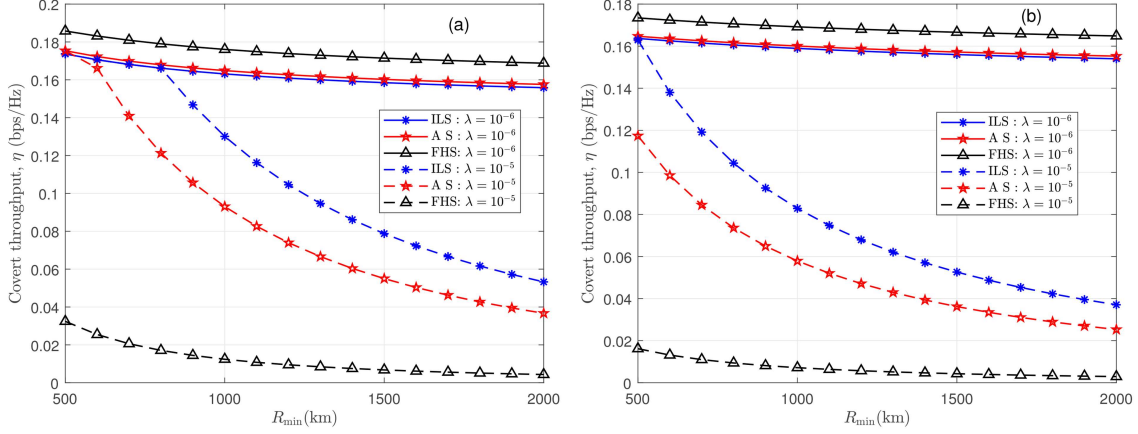 (a)
0.2
0.18
0.16
0.14
0.12
0.1
0.08
0.06
0.04
0.02
0
Covert throughput, η (bps/Hz)
ILS : λ = 10⁻⁶
A S : λ = 10⁻⁶
FHS: λ = 10⁻⁶
ILS : λ = 10⁻⁵
A S : λ = 10⁻⁵
FHS: λ = 10⁻⁵
500 1000 1500 2000
R_min(km)
(b)
0.18
0.16
0.14
0.12
0.1
0.08
0.06
0.04
0.02
0
Covert throughput, η (bps/Hz)
ILS : λ = 10⁻⁶
A S : λ = 10⁻⁶
FHS: λ = 10⁻⁶
ILS : λ = 10⁻⁵
A S : λ = 10⁻⁵
FHS: λ = 10⁻⁵
500 1000 1500 2000
R_min(km)